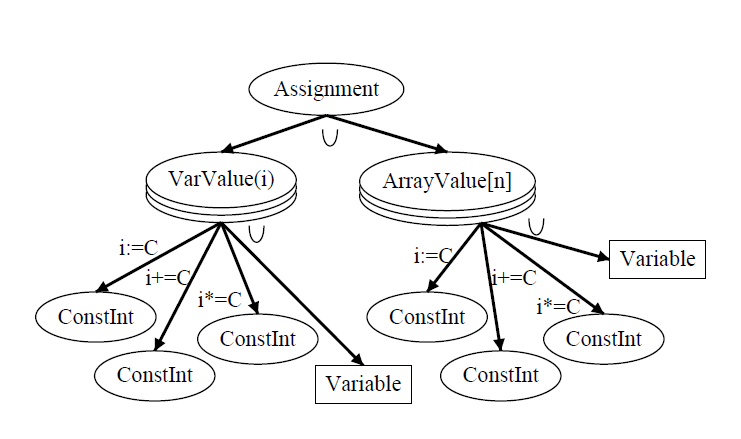 Assignment
VarValue(i)
ArrayValue[n]
i:=C
i+=C
i*=C
i:=C
i+=C
i*=C
Variable
ConstInt
ConstInt
ConstInt
Variable
ConstInt
ConstInt
ConstInt